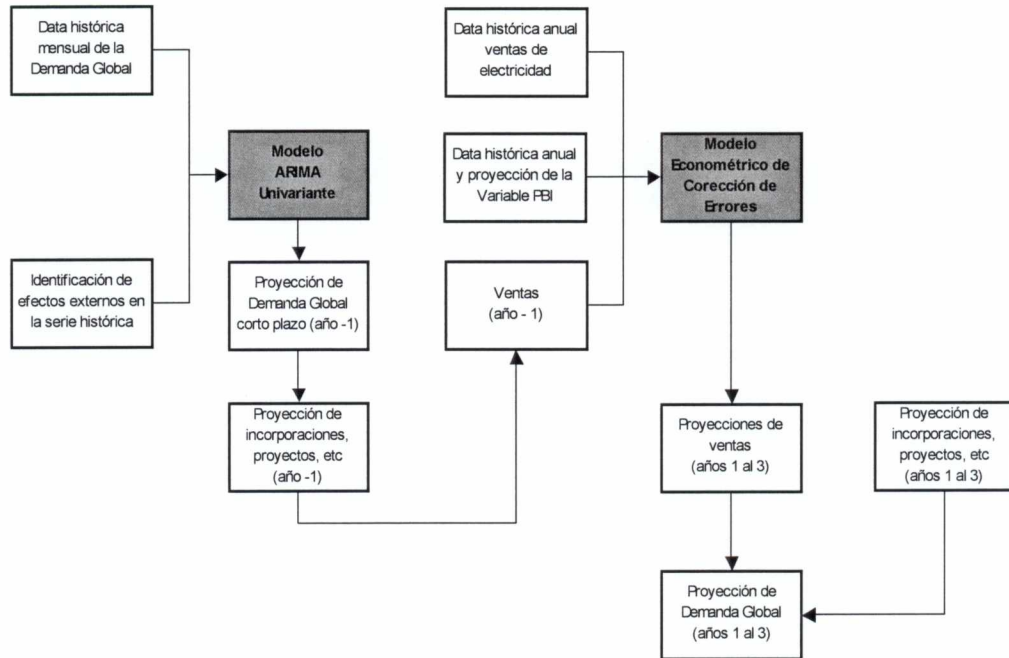 Data histórica
mensual de la
Demanda Global
Identificación de
efectos externos en
la serie histórica
Modelo
ARIMA
Univariante
Proyección de
Demanda Global
corto plazo (año -1)
Proyección de
incorporaciones,
proyectos, etc
(año -1)
Data histórica anual
ventas de
electricidad
Data histórica anual
y proyección de la
Variable PBI
Ventas
(año - 1)
Modelo
Econométrico de
Corección de
Errores
Proyecciones de
ventas
(años 1 al 3)
Proyección de
incorporaciones,
proyectos, etc
(años 1 al 3)
Proyección de
Demanda Global
(años 1 al 3)